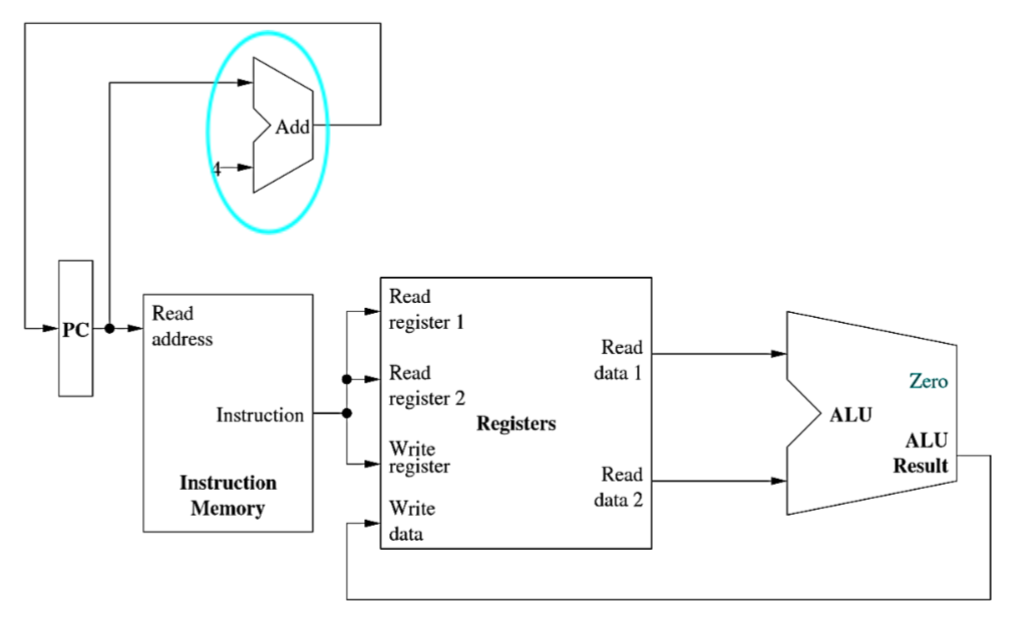 Add
4
PC
Read
address
Instruction
Instruction
Memory
Read
register 1
Read
register 2
Write
register
Write
data
Registers
Read
data 1
Read
data 2
Zero
ALU
ALU
Result